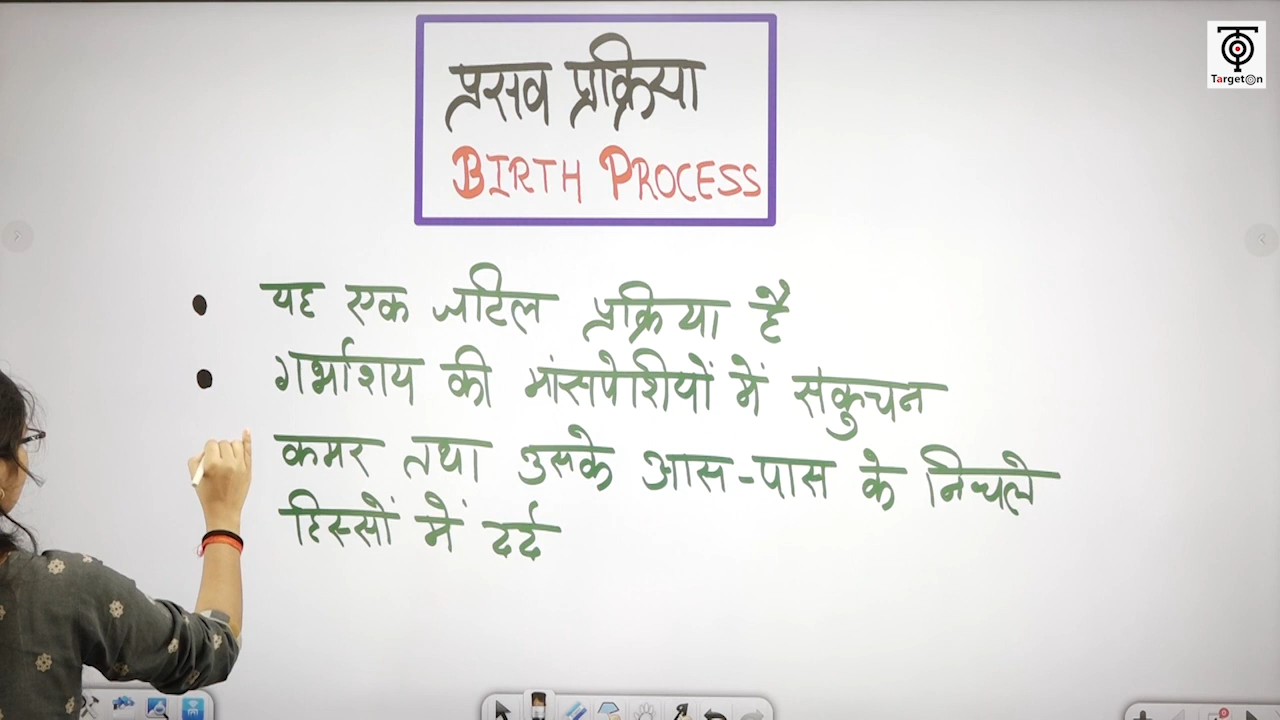 प्रसव प्रक्रिया
BIRTH PROCESS
TargetOn
• यह एक जटिल प्रक्रिया है
• गर्भाशय की मांसपेशियों में संकुचन
कमर तथा उसके आस-पास के निचले
हिस्सों में दर्द